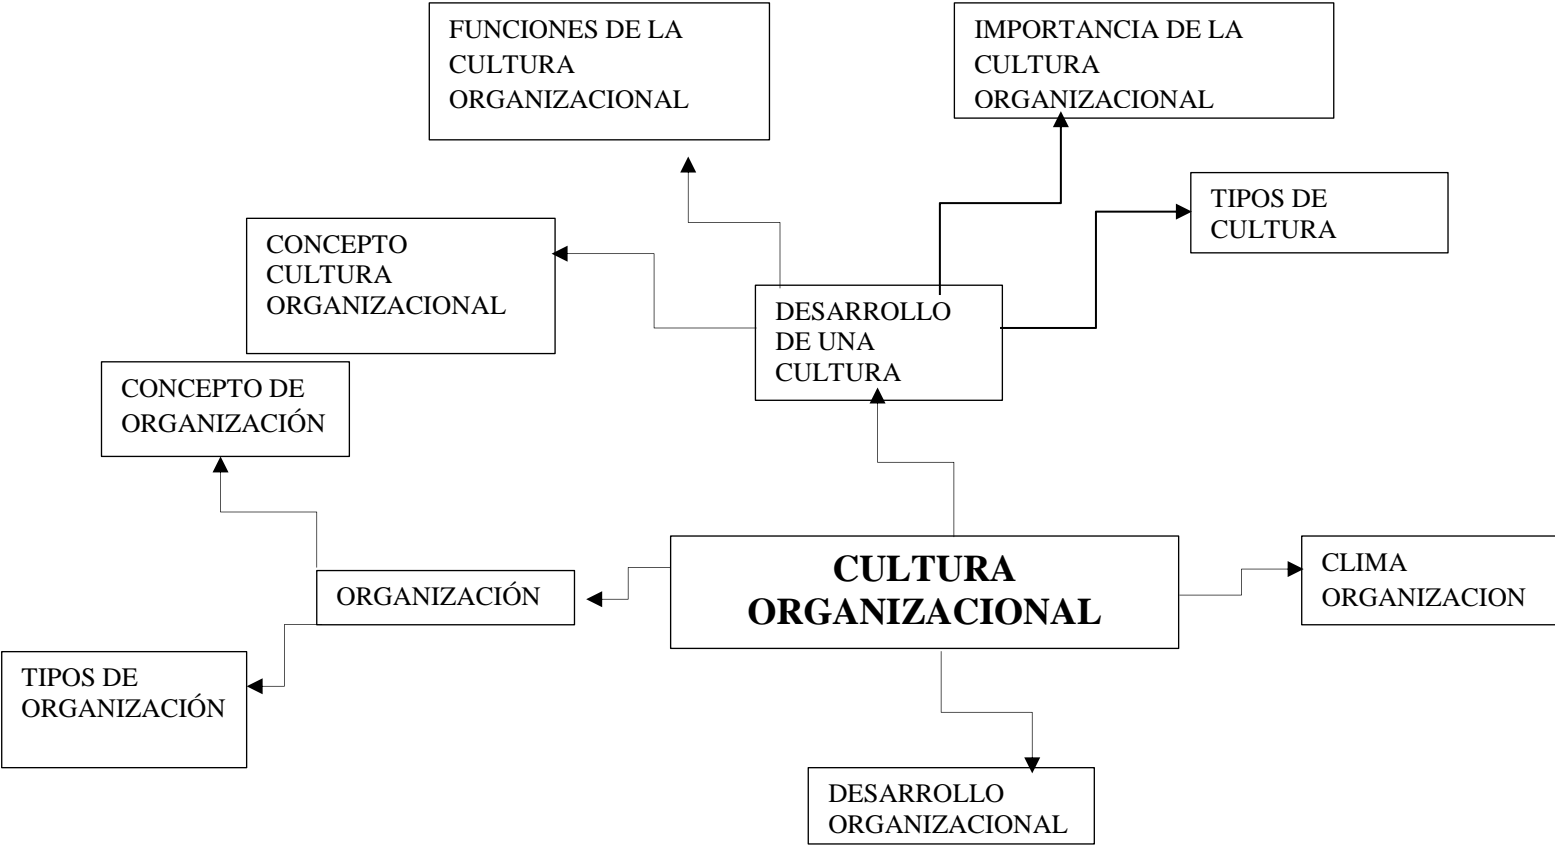 FUNCIONES DE LA
CULTURA
ORGANIZACIONAL
IMPORTANCIA DE LA
CULTURA
ORGANIZACIONAL
TIPOS DE
CULTURA
CONCEPTO
CULTURA
ORGANIZACIONAL
DESARROLLO
DE UNA
CULTURA
CONCEPTO DE
ORGANIZACIÓN
CULTURA
ORGANIZACIONAL
CLIMA
ORGANIZACION
ORGANIZACIÓN
TIPOS DE
ORGANIZACIÓN
DESARROLLO
ORGANIZACIONAL